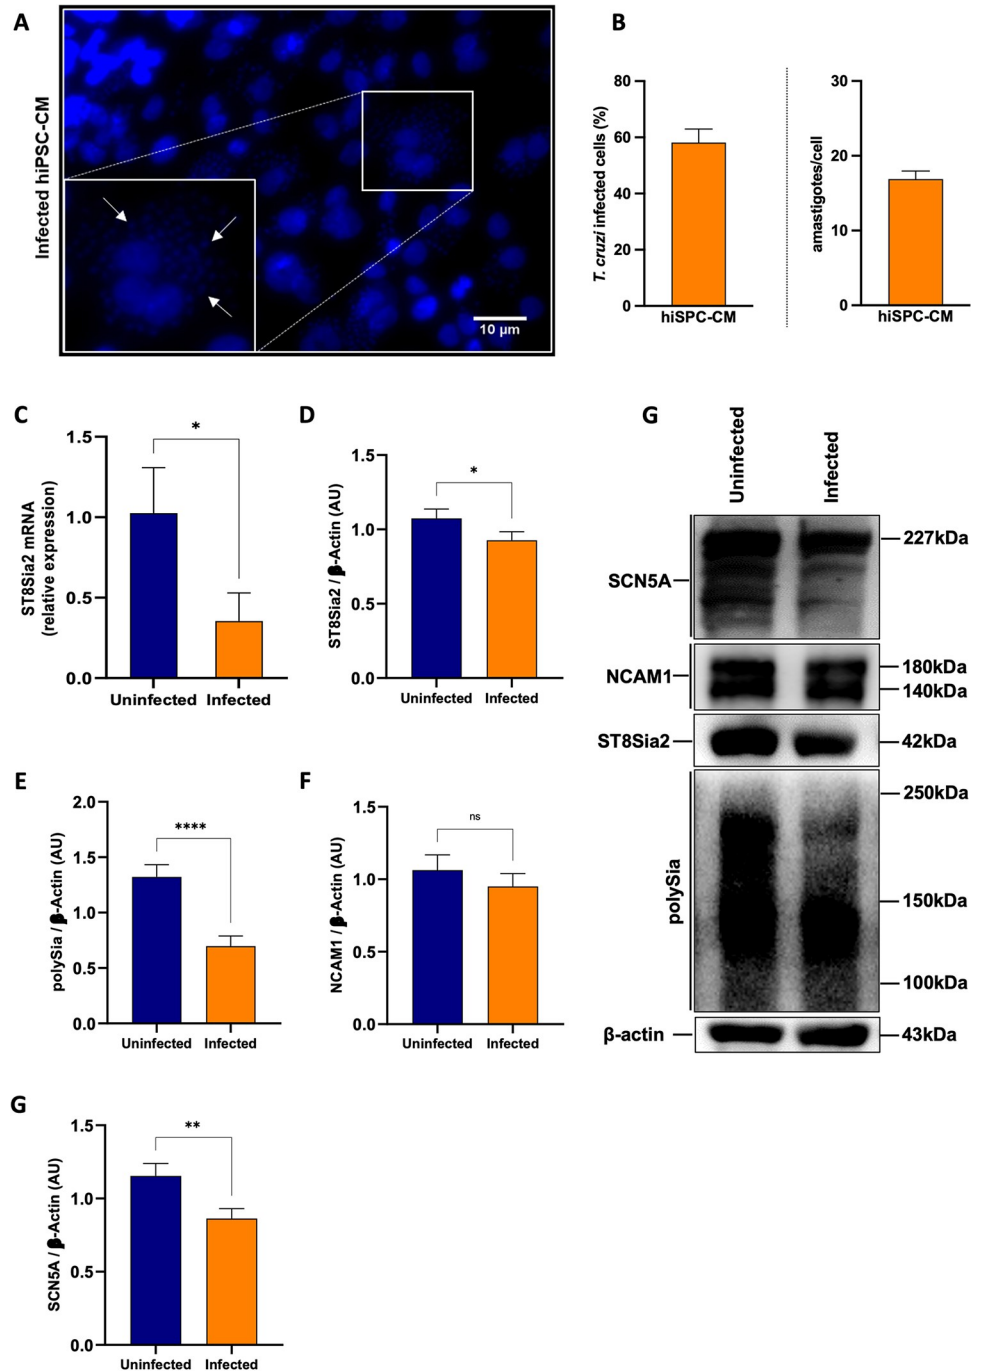 A
Infected hiPSC-CM
10 µm
B
T. cruzi infected cells (%)
80
60
40
20
0
hiSPC-CM
amastigotes/cell
30
20
10
0
hiSPC-CM
C
ST8Sia2 mRNA
(relative expression)
1.5
1.0
0.5
0.0
*
Uninfected Infected
D
ST8Sia2 / β-Actin (AU)
1.5
1.0
0.5
0.0
*
Uninfected Infected
E
polySia / β-Actin (AU)
2.0
1.5
1.0
0.5
0.0
****
Uninfected Infected
F
NCAM1 / β-Actin (AU)
1.5
1.0
0.5
0.0
ns
Uninfected Infected
G
Uninfected
Infected
SCN5A
227kDa
NCAM1
180kDa
140kDa
ST8Sia2
42kDa
polySia
250kDa
150kDa
100kDa
β-actin
43kDa
G
SCN5A / β-Actin (AU)
1.5
1.0
0.5
0.0
**
Uninfected Infected